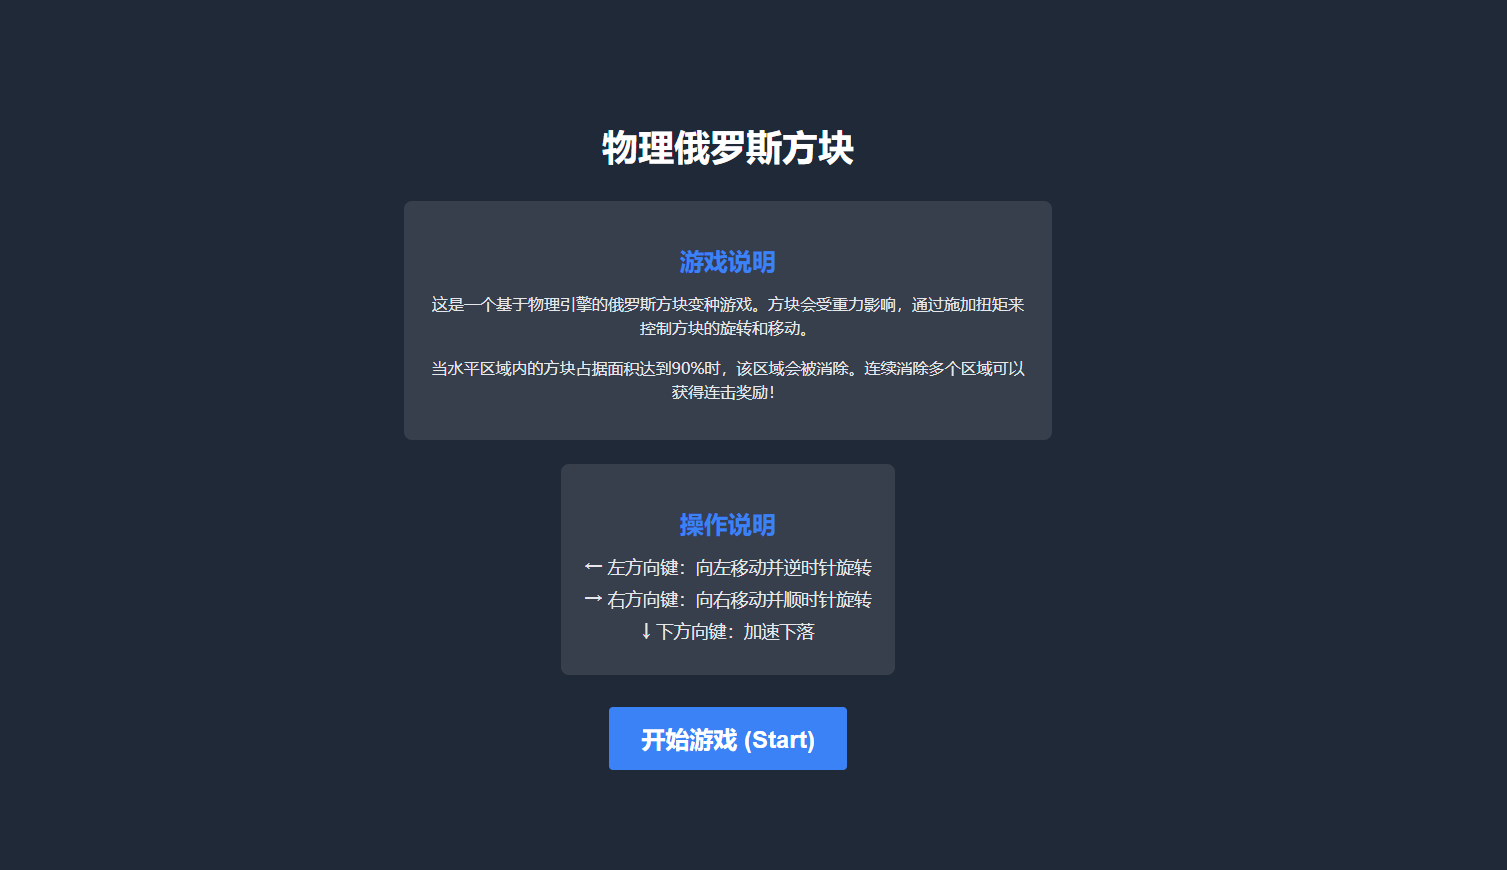 物理俄罗斯方块
游戏说明
这是一个基于物理引擎的俄罗斯方块变种游戏。方块会受重力影响，通过施加扭矩来
控制方块的旋转和移动。
当水平区域内的方块占据面积达到90%时，该区域会被消除。连续消除多个区域可以
获得连击奖励！
操作说明
← 左方向键：向左移动并逆时针旋转
→ 右方向键：向右移动并顺时针旋转
↓ 下方向键：加速下落
开始游戏 (Start)